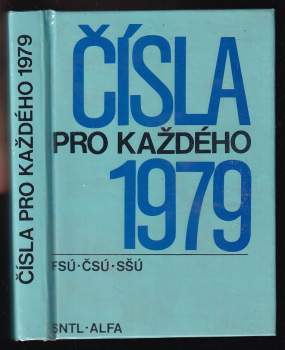 ČÍSLA PRO KAŽDÉHO 1979
ČÍSLA
PRO KAŽDÉHO
1979
FSÚ·ČSÚ·SŠÚ
SNTL·ALFA